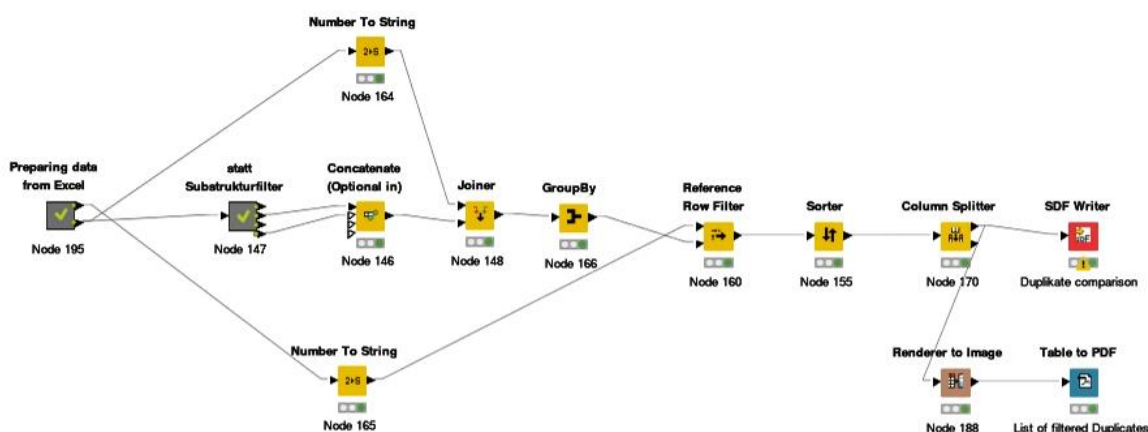 Number To String
2▸S
Node 164
Preparing data
from Excel
Node 195
statt
Substrukturfilter
Node 147
Concatenate
(Optional in)
Node 146
Joiner
Node 148
GroupBy
Node 166
Reference
Row Filter
Node 160
Sorter
Node 155
Column Splitter
Node 170
SDF Writer
SDF
Duplikate comparison
Number To String
2▸S
Node 165
Renderer to Image
Node 188
Table to PDF
List of filtered Duplicates